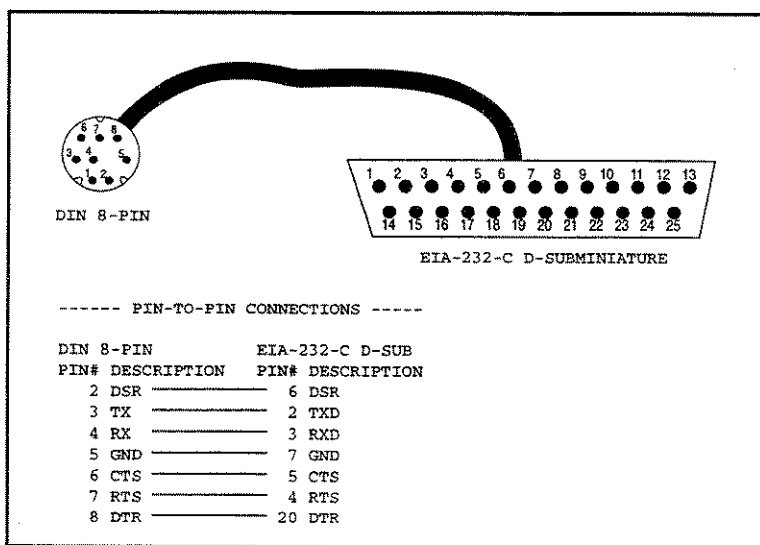 6 7 8
3 4 5
1 2
DIN 8-PIN
1 2 3 4 5 6 7 8 9 10 11 12 13
14 15 16 17 18 19 20 21 22 23 24 25
EIA-232-C D-SUBMINIATURE
------ PIN-TO-PIN CONNECTIONS -----
DIN 8-PIN EIA-232-C D-SUB
PIN# DESCRIPTION PIN# DESCRIPTION
2 DSR 6 DSR
3 TX 2 TXD
4 RX 3 RXD
5 GND 7 GND
6 CTS 5 CTS
7 RTS 4 RTS
8 DTR 20 DTR